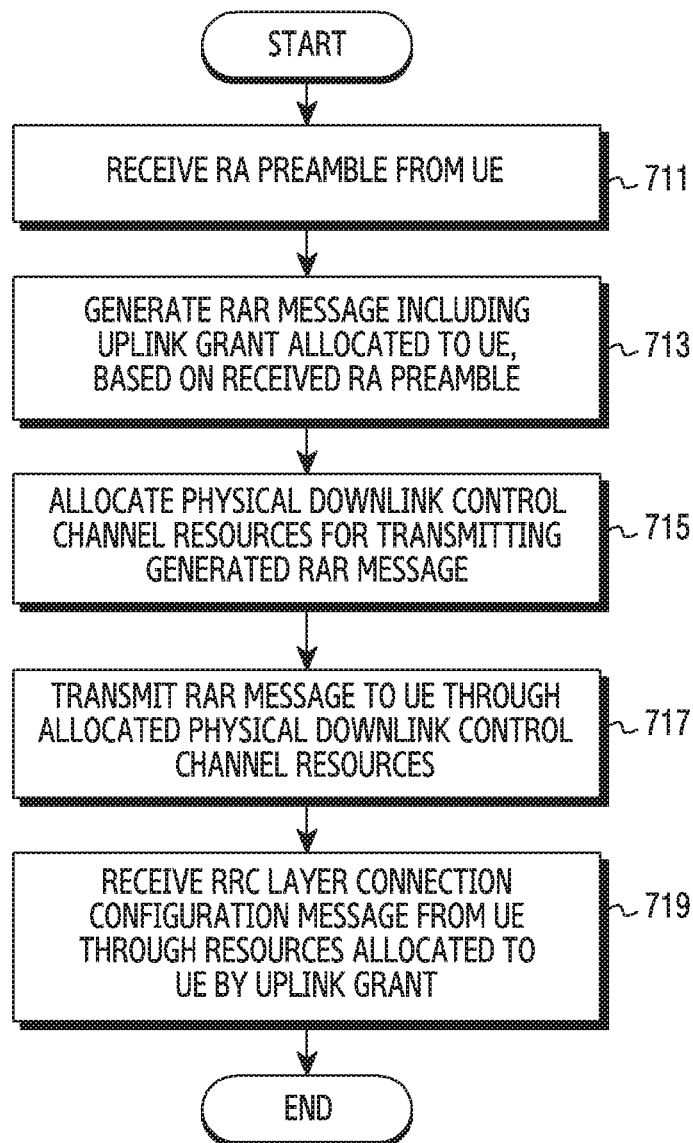 START
RECEIVE RA PREAMBLE FROM UE
711
GENERATE RAR MESSAGE INCLUDING
UPLINK GRANT ALLOCATED TO UE,
BASED ON RECEIVED RA PREAMBLE
713
ALLOCATE PHYSICAL DOWNLINK CONTROL
CHANNEL RESOURCES FOR TRANSMITTING
GENERATED RAR MESSAGE
715
TRANSMIT RAR MESSAGE TO UE THROUGH
ALLOCATED PHYSICAL DOWNLINK CONTROL
CHANNEL RESOURCES
717
RECEIVE RRC LAYER CONNECTION
CONFIGURATION MESSAGE FROM UE
THROUGH RESOURCES ALLOCATED TO
UE BY UPLINK GRANT
719
END